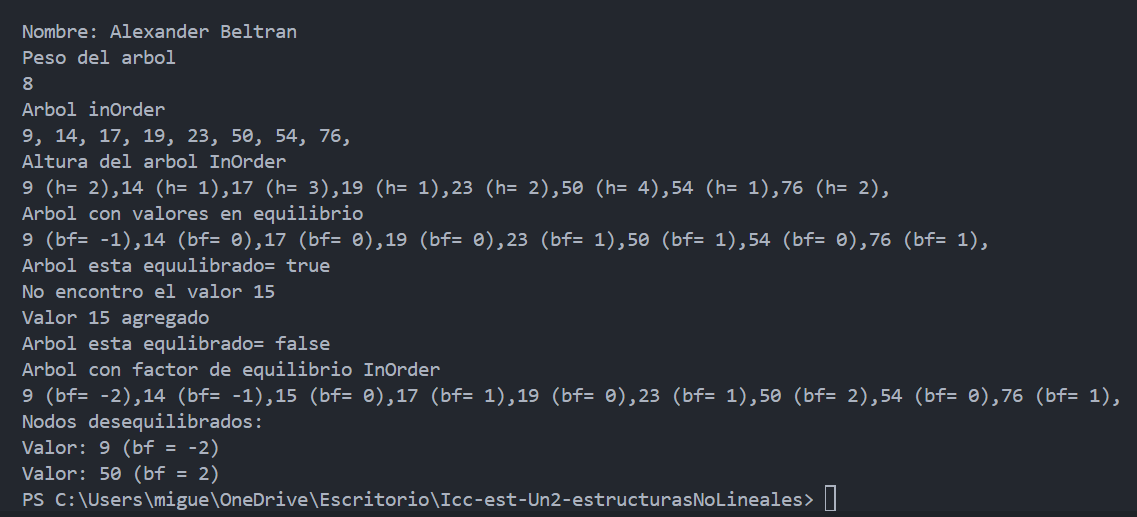 Nombre: Alexander Beltran
Peso del arbol
8
Arbol inOrder
9, 14, 17, 19, 23, 50, 54, 76,
Altura del arbol InOrder
9 (h= 2),14 (h= 1),17 (h= 3),19 (h= 1),23 (h= 2),50 (h= 4),54 (h= 1),76 (h= 2),
Arbol con valores en equilibrio
9 (bf= -1),14 (bf= 0),17 (bf= 0),19 (bf= 0),23 (bf= 1),50 (bf= 1),54 (bf= 0),76 (bf= 1),
Arbol esta equulibrado= true
No encontro el valor 15
Valor 15 agregado
Arbol esta equlibrado= false
Arbol con factor de equilibrio InOrder
9 (bf= -2),14 (bf= -1),15 (bf= 0),17 (bf= 1),19 (bf= 0),23 (bf= 1),50 (bf= 2),54 (bf= 0),76 (bf= 1),
Nodos desequilibrados:
Valor: 9 (bf = -2)
Valor: 50 (bf = 2)
PS C:\Users\migue\OneDrive\Escritorio\Icc-est-Un2-estructurasNoLineales>